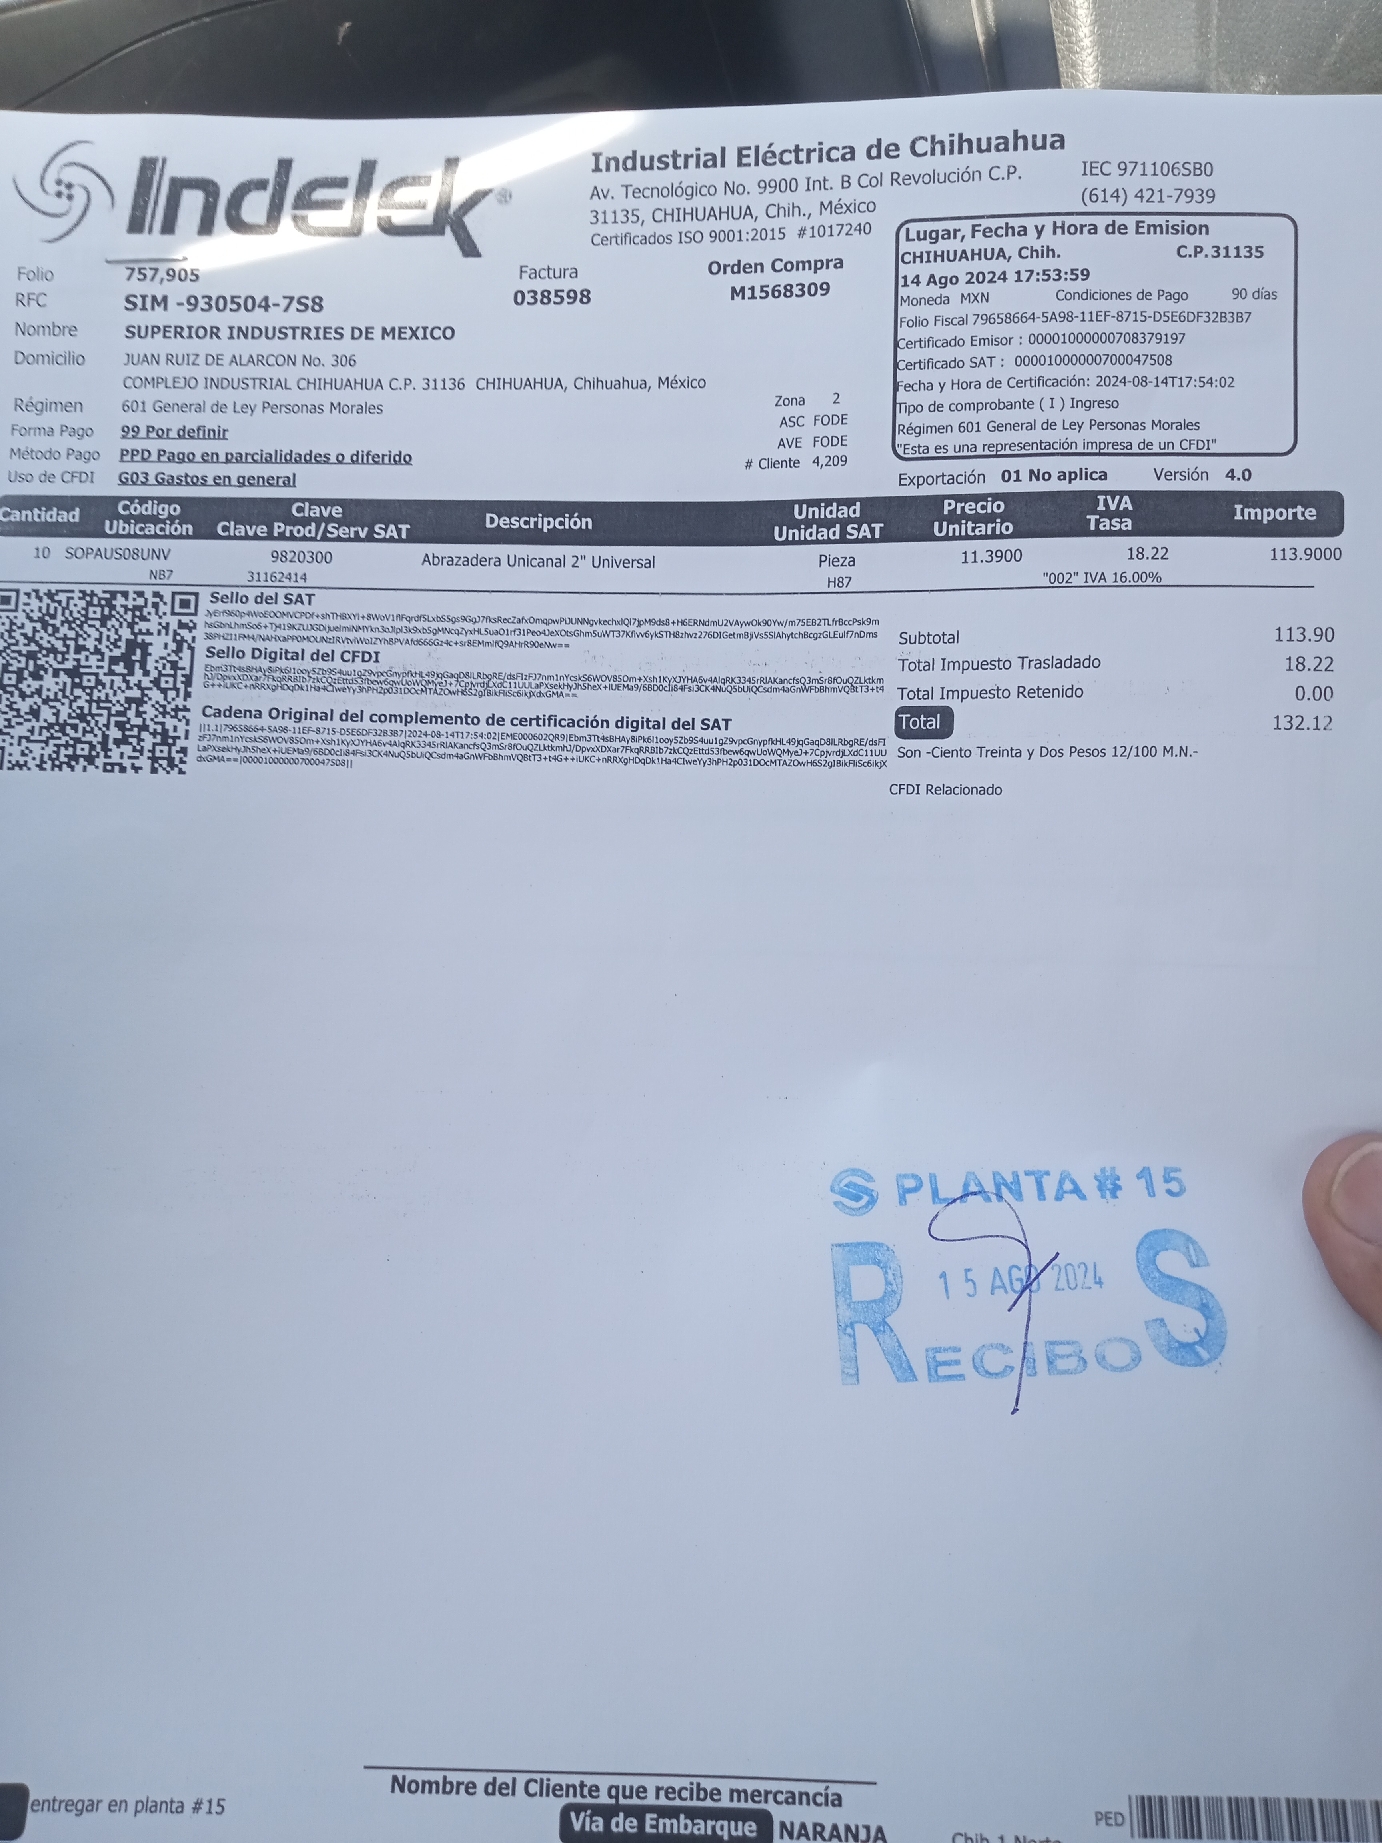 Indelek
Industrial Eléctrica de Chihuahua
Av. Tecnológico No. 9900 Int. B Col Revolución C.P.
31135, CHIHUAHUA, Chih., México
Certificados ISO 9001:2015 #1017240
IEC 971106SB0
(614) 421-7939
Lugar, Fecha y Hora de Emision
CHIHUAHUA, Chih. C.P.31135
14 Ago 2024 17:53:59
Moneda MXN Condiciones de Pago 90 días
Folio Fiscal 79658664-5A98-11EF-8715-D5E6DF32B3B7
Certificado Emisor : 00001000000708379197
Certificado SAT : 00001000000700047508
Fecha y Hora de Certificación: 2024-08-14T17:54:02
Tipo de comprobante ( I ) Ingreso
Régimen 601 General de Ley Personas Morales
"Esta es una representación impresa de un CFDI"
Exportación 01 No aplica Versión 4.0
Folio 757,905
Factura
038598
Orden Compra
M1568309
RFC SIM -930504-7S8
Nombre SUPERIOR INDUSTRIES DE MEXICO
Domicilio JUAN RUIZ DE ALARCON No. 306
COMPLEJO INDUSTRIAL CHIHUAHUA C.P. 31136 CHIHUAHUA, Chihuahua, México
Régimen 601 General de Ley Personas Morales
Forma Pago 99 Por definir
Método Pago PPD Pago en parcialidades o diferido
Uso de CFDI G03 Gastos en general
Zona 2
ASC FODE
AVE FODE
# Cliente 4,209
Cantidad Código Clave Descripción Unidad Precio IVA Importe
Ubicación Clave Prod/Serv SAT Unidad SAT Unitario Tasa
10 SOPAUS08UNV 9820300 Abrazadera Unicanal 2" Universal Pieza 11.3900 18.22 113.9000
NB7 31162414 H87 "002" IVA 16.00%
Sello del SAT
Sello Digital del CFDI
Cadena Original del complemento de certificación digital del SAT
Subtotal 113.90
Total Impuesto Trasladado 18.22
Total Impuesto Retenido 0.00
Total 132.12
Son -Ciento Treinta y Dos Pesos 12/100 M.N.-
CFDI Relacionado
S PLANTA # 15
15 AGO 2024
RECIBOS
Nombre del Cliente que recibe mercancía
entregar en planta #15
Vía de Embarque NARANJA
PED